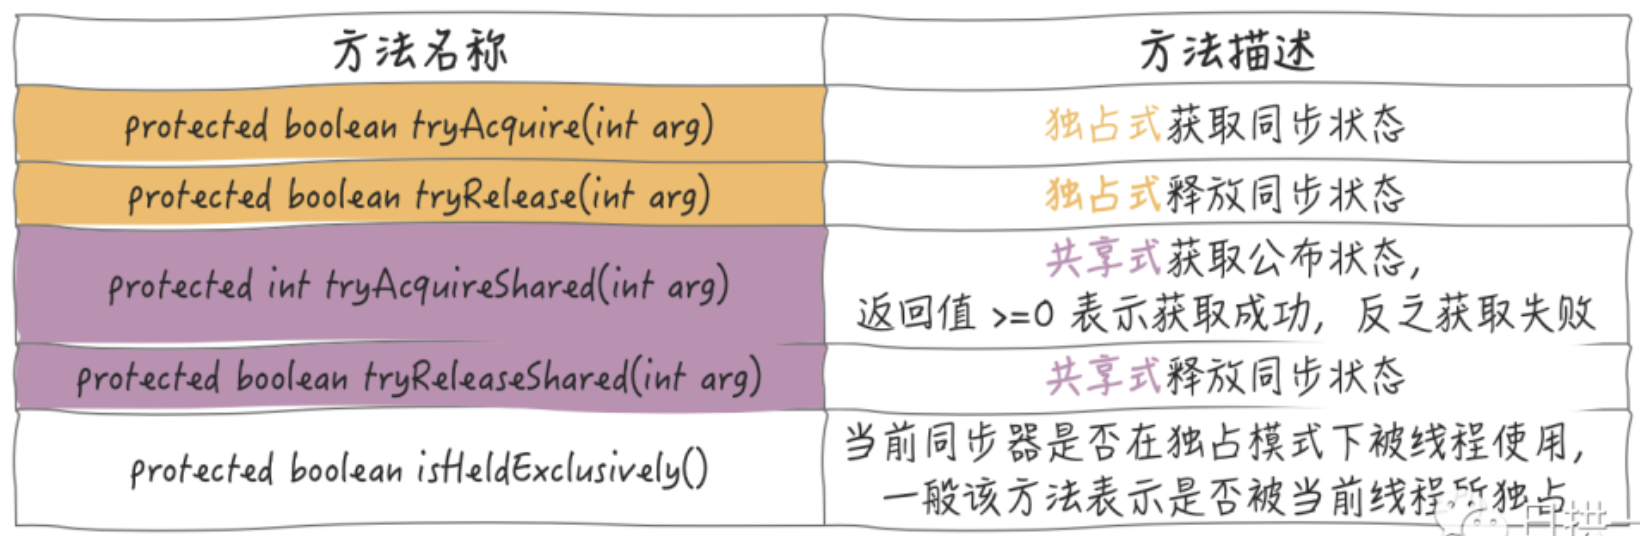 方法名称 方法描述
protected boolean tryAcquire(int arg) 独占式获取同步状态
protected boolean tryRelease(int arg) 独占式释放同步状态
protected int tryAcquireShared(int arg) 共享式获取公布状态,
返回值 >=0 表示获取成功, 反之获取失败
protected boolean tryReleaseShared(int arg) 共享式释放同步状态
protected boolean isHeldExclusively() 当前同步器是否在独占模式下被线程使用,
一般该方法表示是否被当前线程所独占
日拱一